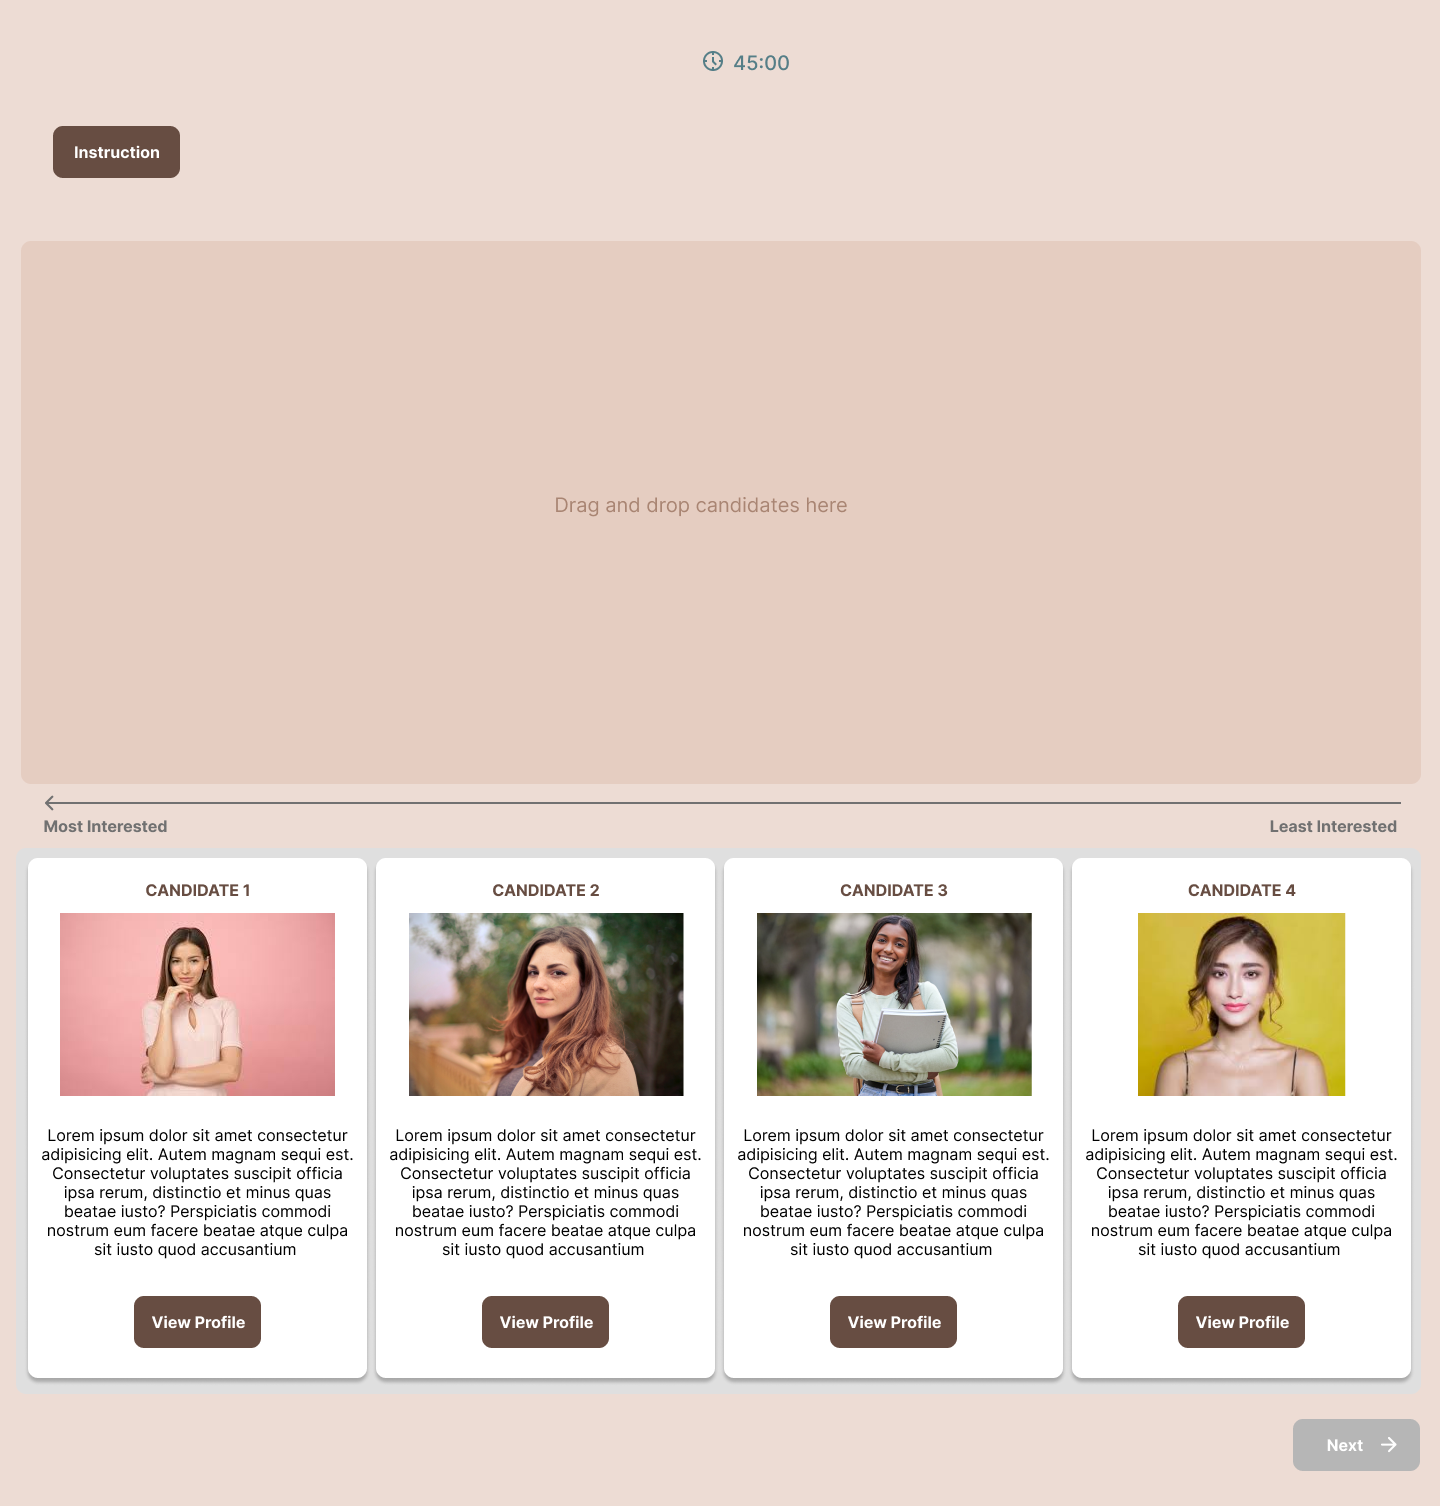 45:00
Instruction
Drag and drop candidates here
Most Interested
Least Interested
CANDIDATE 1
Lorem ipsum dolor sit amet consectetur
adipisicing elit. Autem magnam sequi est.
Consectetur voluptates suscipit officia
ipsa rerum, distinctio et minus quas
beatae iusto? Perspiciatis commodi
nostrum eum facere beatae atque culpa
sit iusto quod accusantium
View Profile
CANDIDATE 2
Lorem ipsum dolor sit amet consectetur
adipisicing elit. Autem magnam sequi est.
Consectetur voluptates suscipit officia
ipsa rerum, distinctio et minus quas
beatae iusto? Perspiciatis commodi
nostrum eum facere beatae atque culpa
sit iusto quod accusantium
View Profile
CANDIDATE 3
Lorem ipsum dolor sit amet consectetur
adipisicing elit. Autem magnam sequi est.
Consectetur voluptates suscipit officia
ipsa rerum, distinctio et minus quas
beatae iusto? Perspiciatis commodi
nostrum eum facere beatae atque culpa
sit iusto quod accusantium
View Profile
CANDIDATE 4
Lorem ipsum dolor sit amet consectetur
adipisicing elit. Autem magnam sequi est.
Consectetur voluptates suscipit officia
ipsa rerum, distinctio et minus quas
beatae iusto? Perspiciatis commodi
nostrum eum facere beatae atque culpa
sit iusto quod accusantium
View Profile
Next